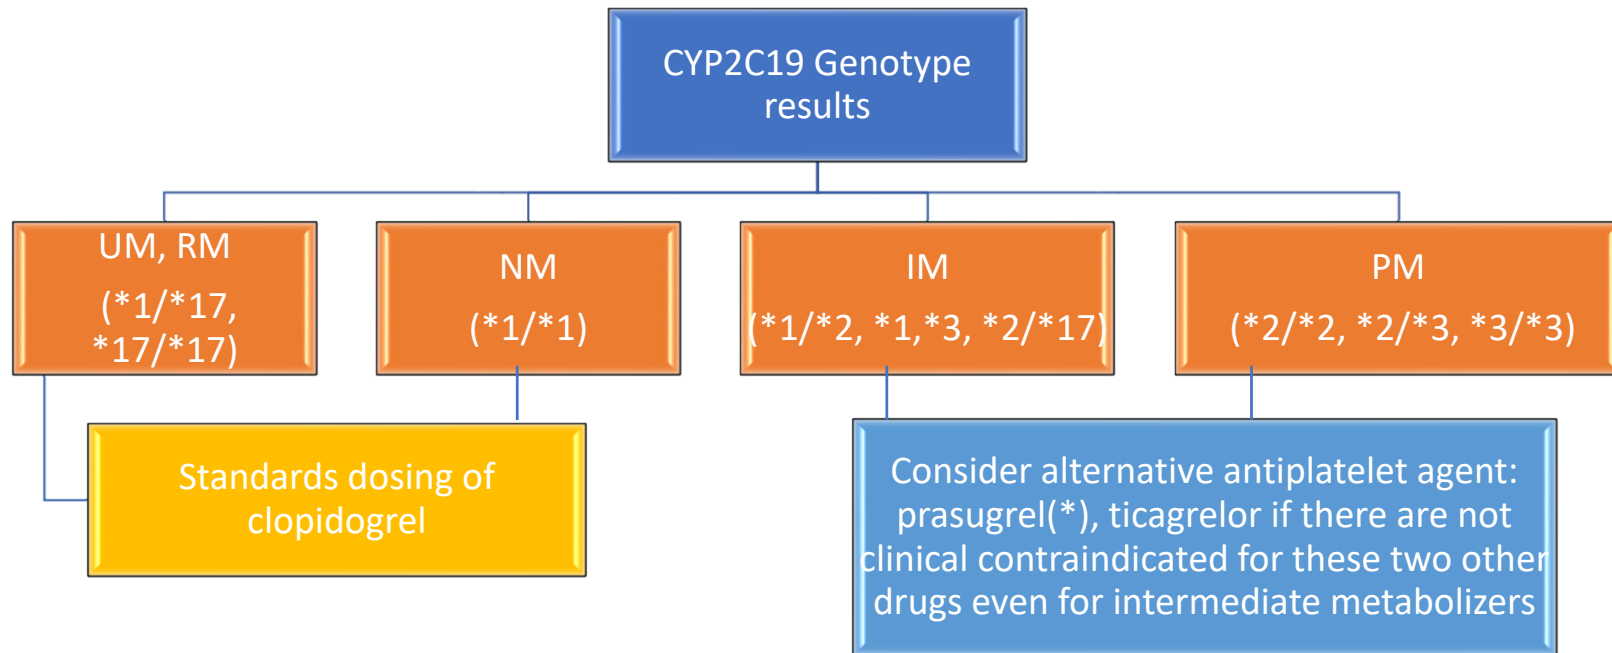 CYP2C19 Genotype
results
UM, RM
(*1/*17,
*17/*17)
NM
(*1/*1)
IM
(*1/*2, *1,*3, *2/*17)
PM
(*2/*2, *2/*3, *3/*3)
Standards dosing of
clopidogrel
Consider alternative antiplatelet agent:
prasugrel(*), ticagrelor if there are not
clinical contraindicated for these two other
drugs even for intermediate metabolizers